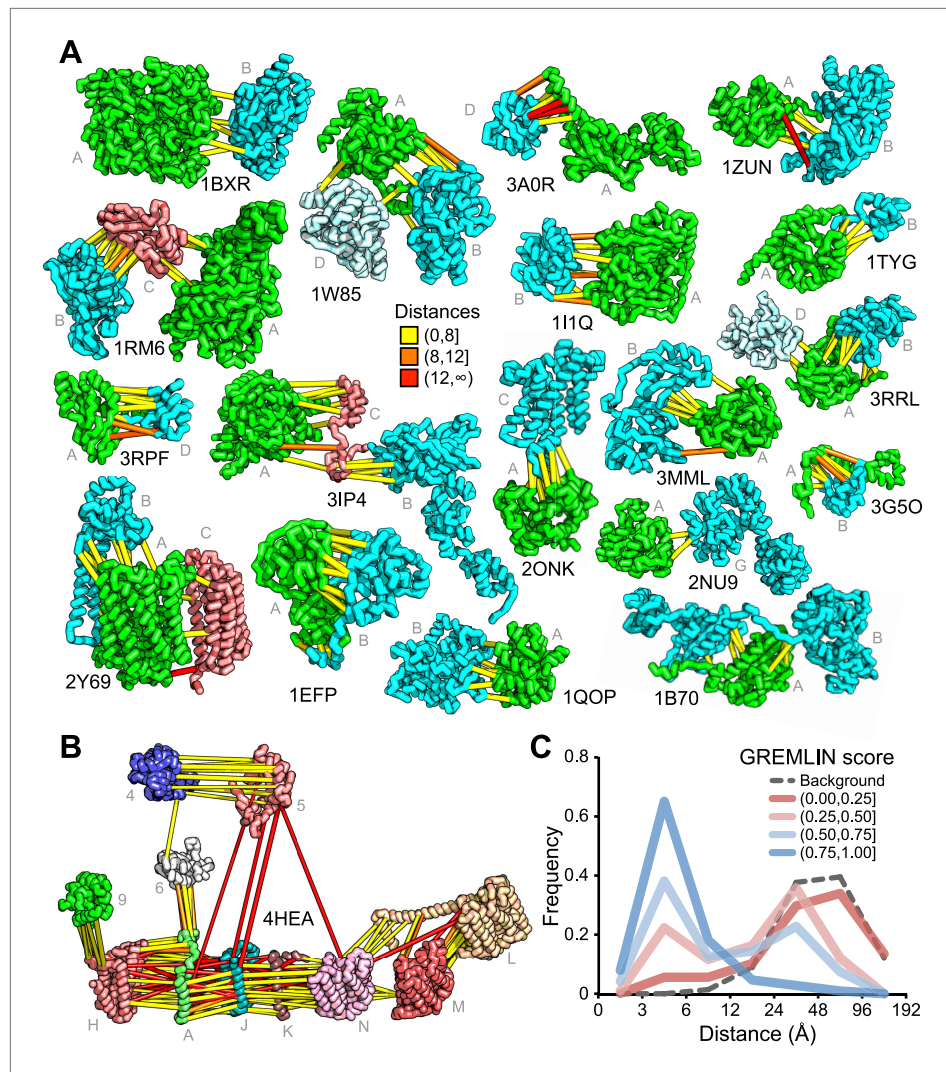 A
B
A
1BXR
A
B
D
1W85
D
A
3A0R
A
B
1ZUN
B
C
A
1RM6
B
A
1I1Q
A
B
1TYG
Distances
(0,8]
(8,12]
(12,∞)
D
B
A
3RRL
A
D
3RPF
A
C
B
3IP4
C
A
2ONK
B
A
3MML
A
B
3G5O
A
G
2NU9
B
A
C
2Y69
A
B
1EFP
B
A
1QOP
B
A
1B70
B
4
5
6
9
4HEA
H
A
J
K
N
M
L
C
GREMLIN score
Background
(0.00,0.25]
(0.25,0.50]
(0.50,0.75]
(0.75,1.00]
Frequency
0.8
0.6
0.4
0.2
0
0 3 6 12 24 48 96 192
Distance (Å)